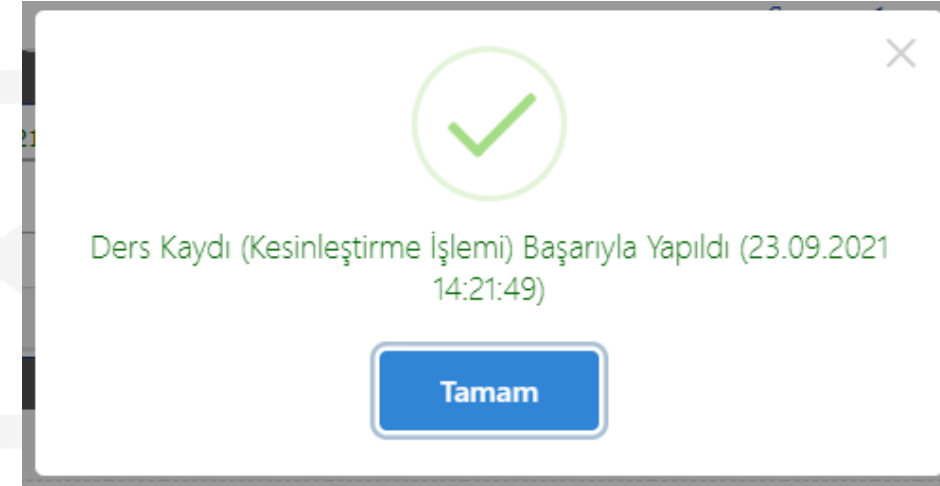 Ders Kaydı (Kesinleştirme İşlemi) Başarıyla Yapıldı (23.09.2021
14:21:49)
Tamam